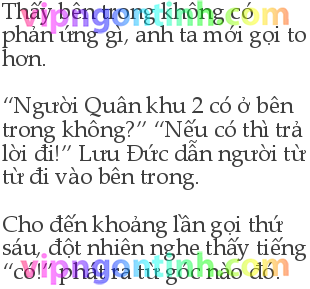 Thấy bên trong không có
phản ứng gì, anh ta mới gọi to
hơn.
“Người Quân khu 2 có ở bên
trong không?” “Nếu có thì trả
lời đi!” Lưu Đức dẫn người từ
từ đi vào bên trong.
Cho đến khoảng lần gọi thứ
sáu, đột nhiên nghe thấy tiếng
“có!” phát ra từ góc nào đó.
vipngontinh.com
vipngontinh.com